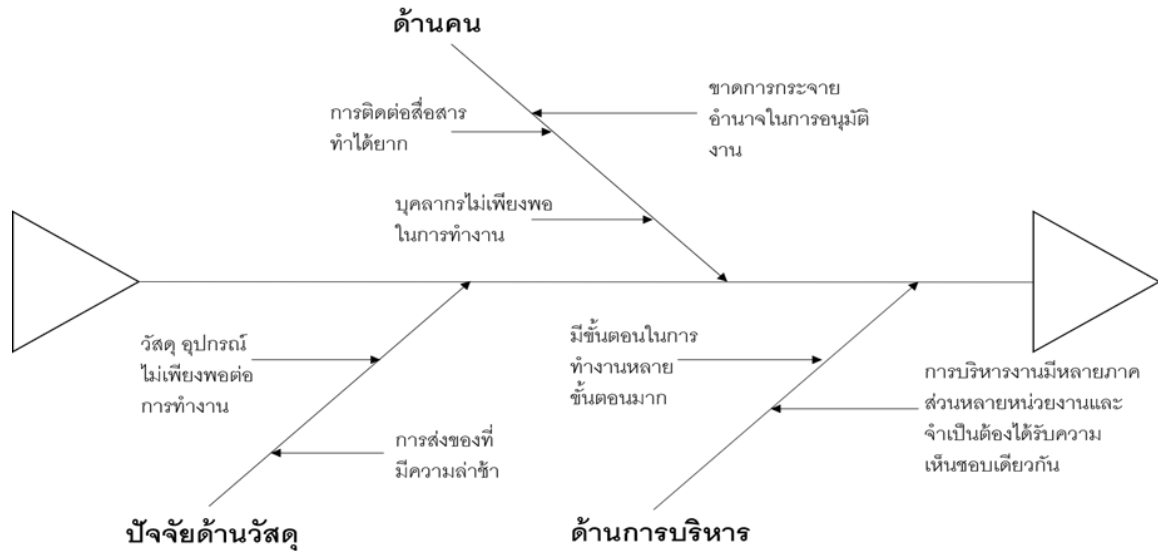 ด้านคน
การติดต่อสื่อสาร
ทำได้ยาก
ขาดการกระจาย
อำนาจในการอนุมัติ
งาน
บุคลากรไม่เพียงพอ
ในการทำงาน
วัสดุ อุปกรณ์
ไม่เพียงพอต่อ
การทำงาน
การส่งของที่
มีความล่าช้า
ปัจจัยด้านวัสดุ
มีขั้นตอนในการ
ทำงานหลาย
ขั้นตอนมาก
การบริหารงานมีหลายภาค
ส่วนหลายหน่วยงานและ
จำเป็นต้องได้รับความ
เห็นชอบเดียวกัน
ด้านการบริหาร